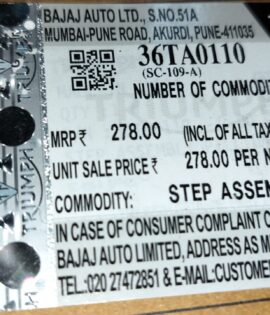 BAJAJ AUTO LTD., S.NO.51A
MUMBAI-PUNE ROAD, AKURDI, PUNE-411035
36TA0110
(SC-109-A)
NUMBER OF COMMODIT
MRP ₹ 278.00 (INCL. OF ALL TAX
UNIT SALE PRICE ₹ 278.00 PER N
COMMODITY: STEP ASSEM
IN CASE OF CONSUMER COMPLAINT C
BAJAJ AUTO LIMITED, ADDRESS AS M
TEL:020 27472851 & E-MAIL:CUSTOME
TRIUMPH